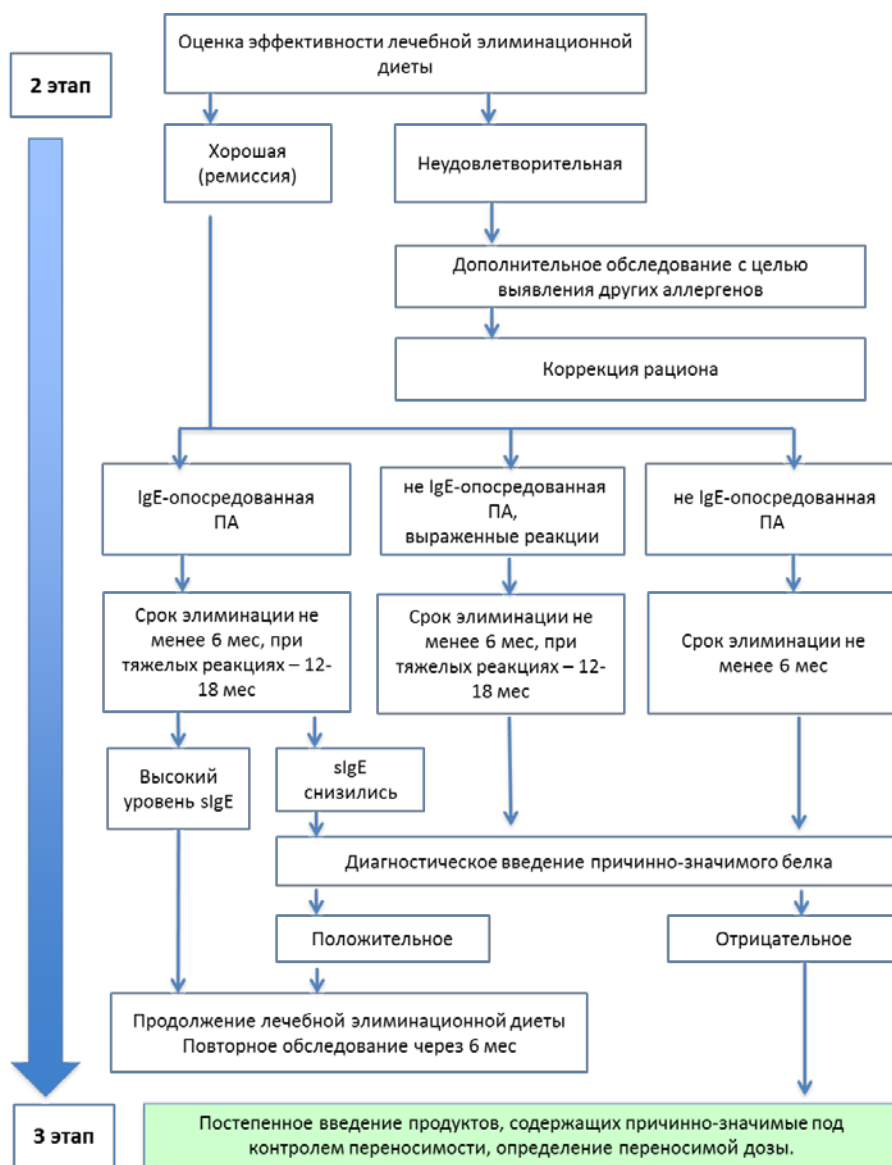 Оценка эффективности лечебной элиминационной
диеты
2 этап
Хорошая
(ремиссия)
Неудовлетворительная
Дополнительное обследование с целью
выявления других аллергенов
Коррекция рациона
IgE-опосредованная
ПА
не IgE-опосредованная
ПА,
выраженные реакции
не IgE-опосредованная
ПА
Срок элиминации не
менее 6 мес, при
тяжелых реакциях – 12-
18 мес
Срок элиминации не
менее 6 мес, при
тяжелых реакциях – 12-
18 мес
Срок элиминации не
менее 6 мес
Высокий
уровень sIgE
sIgE
снизились
Диагностическое введение причинно-значимого белка
Положительное
Отрицательное
Продолжение лечебной элиминационной диеты
Повторное обследование через 6 мес
3 этап
Постепенное введение продуктов, содержащих причинно-значимые под
контролем переносимости, определение переносимой дозы.